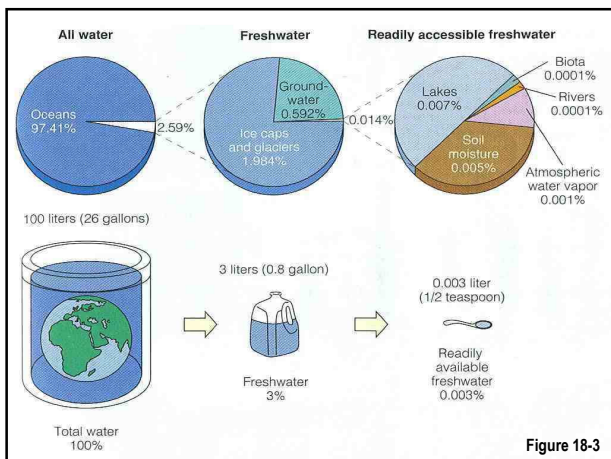 All water
Freshwater
Readily accessible freshwater
Oceans
97.41%
2.59%
Ground-
water
0.592%
Ice caps
and glaciers
1.984%
0.014%
Lakes
0.007%
Soil
moisture
0.005%
Biota
0.0001%
Rivers
0.0001%
Atmospheric
water vapor
0.001%
100 liters (26 gallons)
3 liters (0.8 gallon)
0.003 liter
(1/2 teaspoon)
Total water
100%
Freshwater
3%
Readily
available
freshwater
0.003%
Figure 18-3